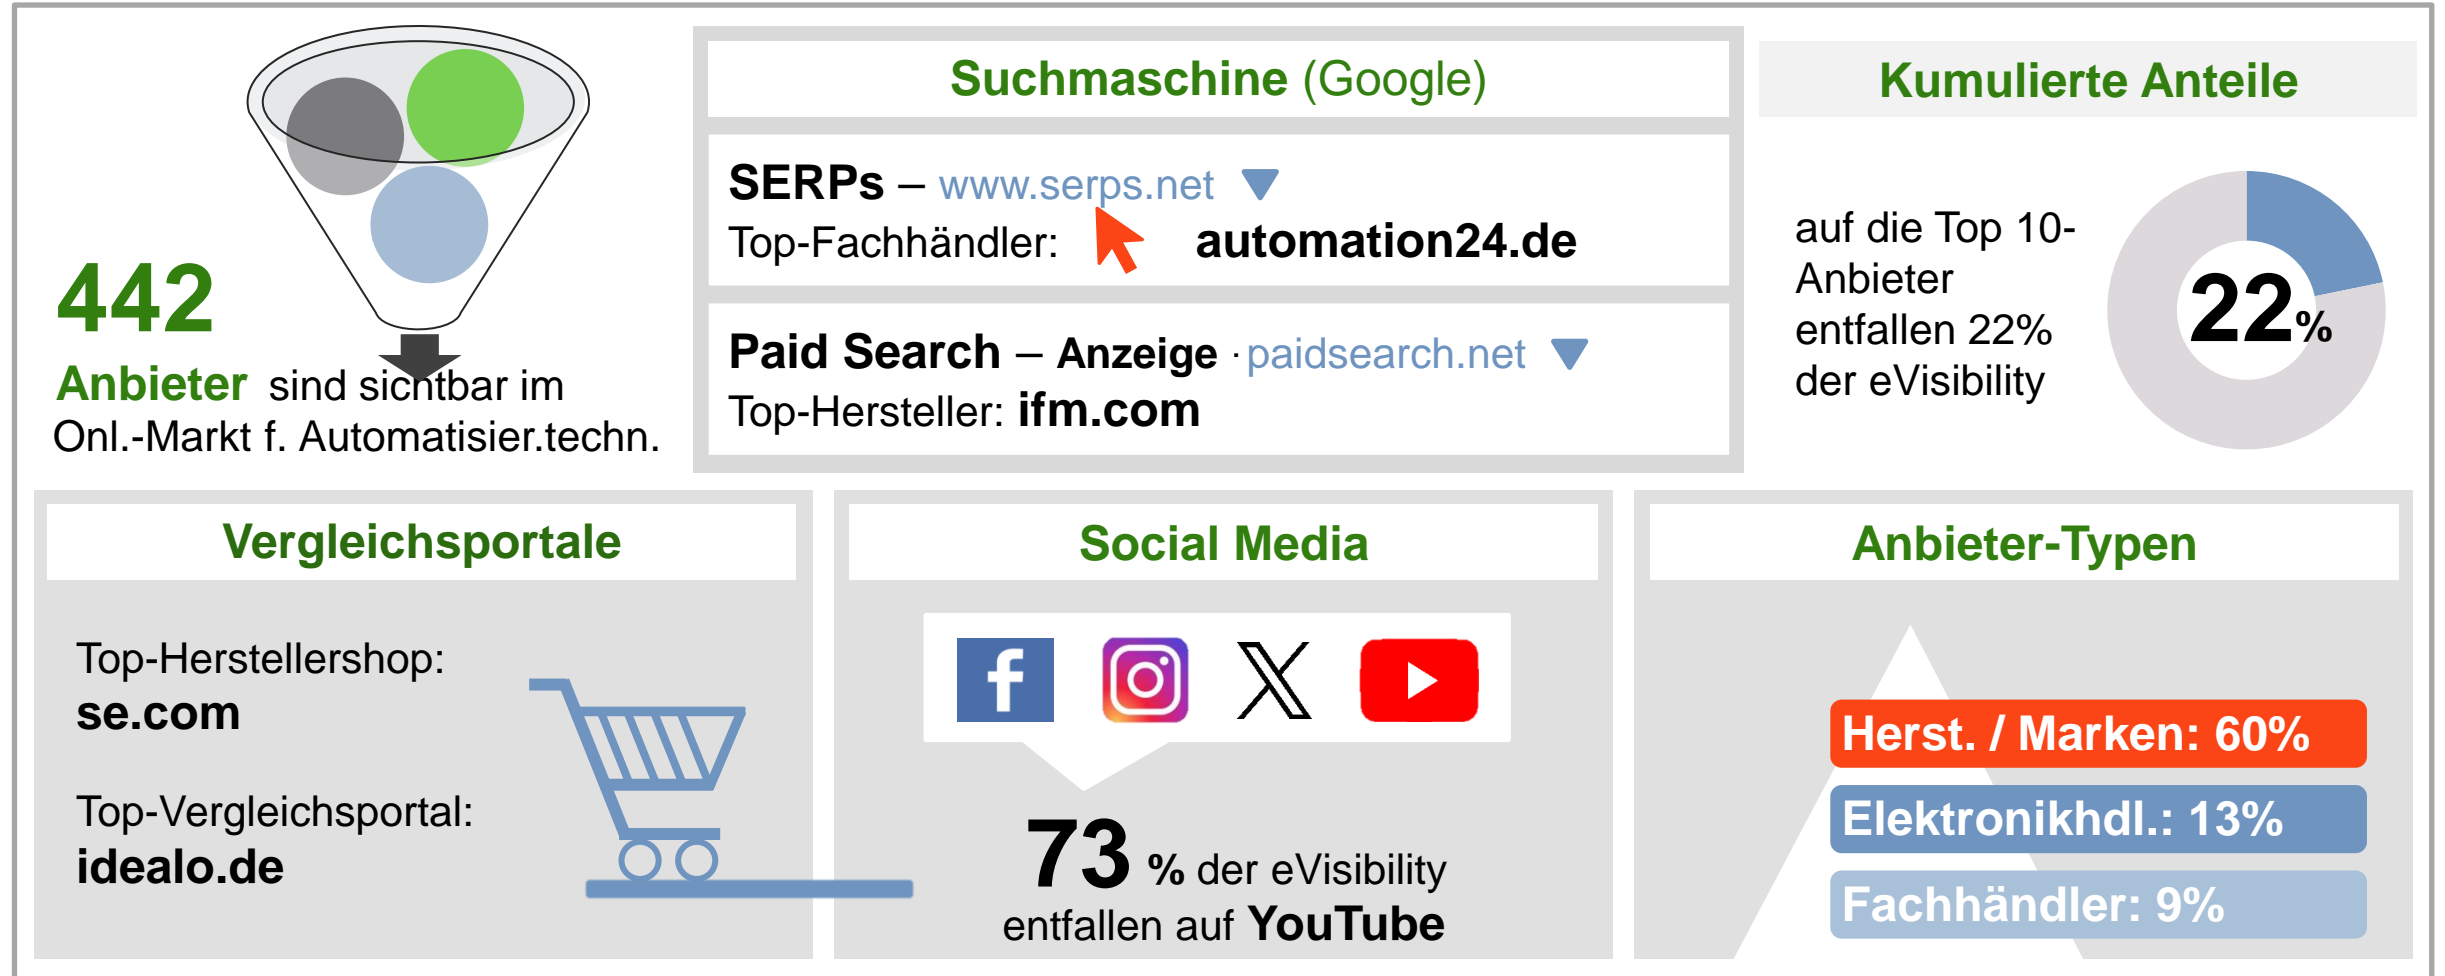 442
Anbieter sind sichtbar im
Onl.-Markt f. Automatisier.techn.
Suchmaschine (Google)
SERPs – www.serps.net
Top-Fachhändler: automation24.de
Paid Search – Anzeige · paidsearch.net
Top-Hersteller: ifm.com
Kumulierte Anteile
auf die Top 10-
Anbieter
entfallen 22%
der eVisibility
22%
Vergleichsportale
Top-Herstellershop:
se.com
Top-Vergleichsportal:
idealo.de
Social Media
73 % der eVisibility
entfallen auf YouTube
Anbieter-Typen
Herst. / Marken: 60%
Elektronikhdl.: 13%
Fachhändler: 9%